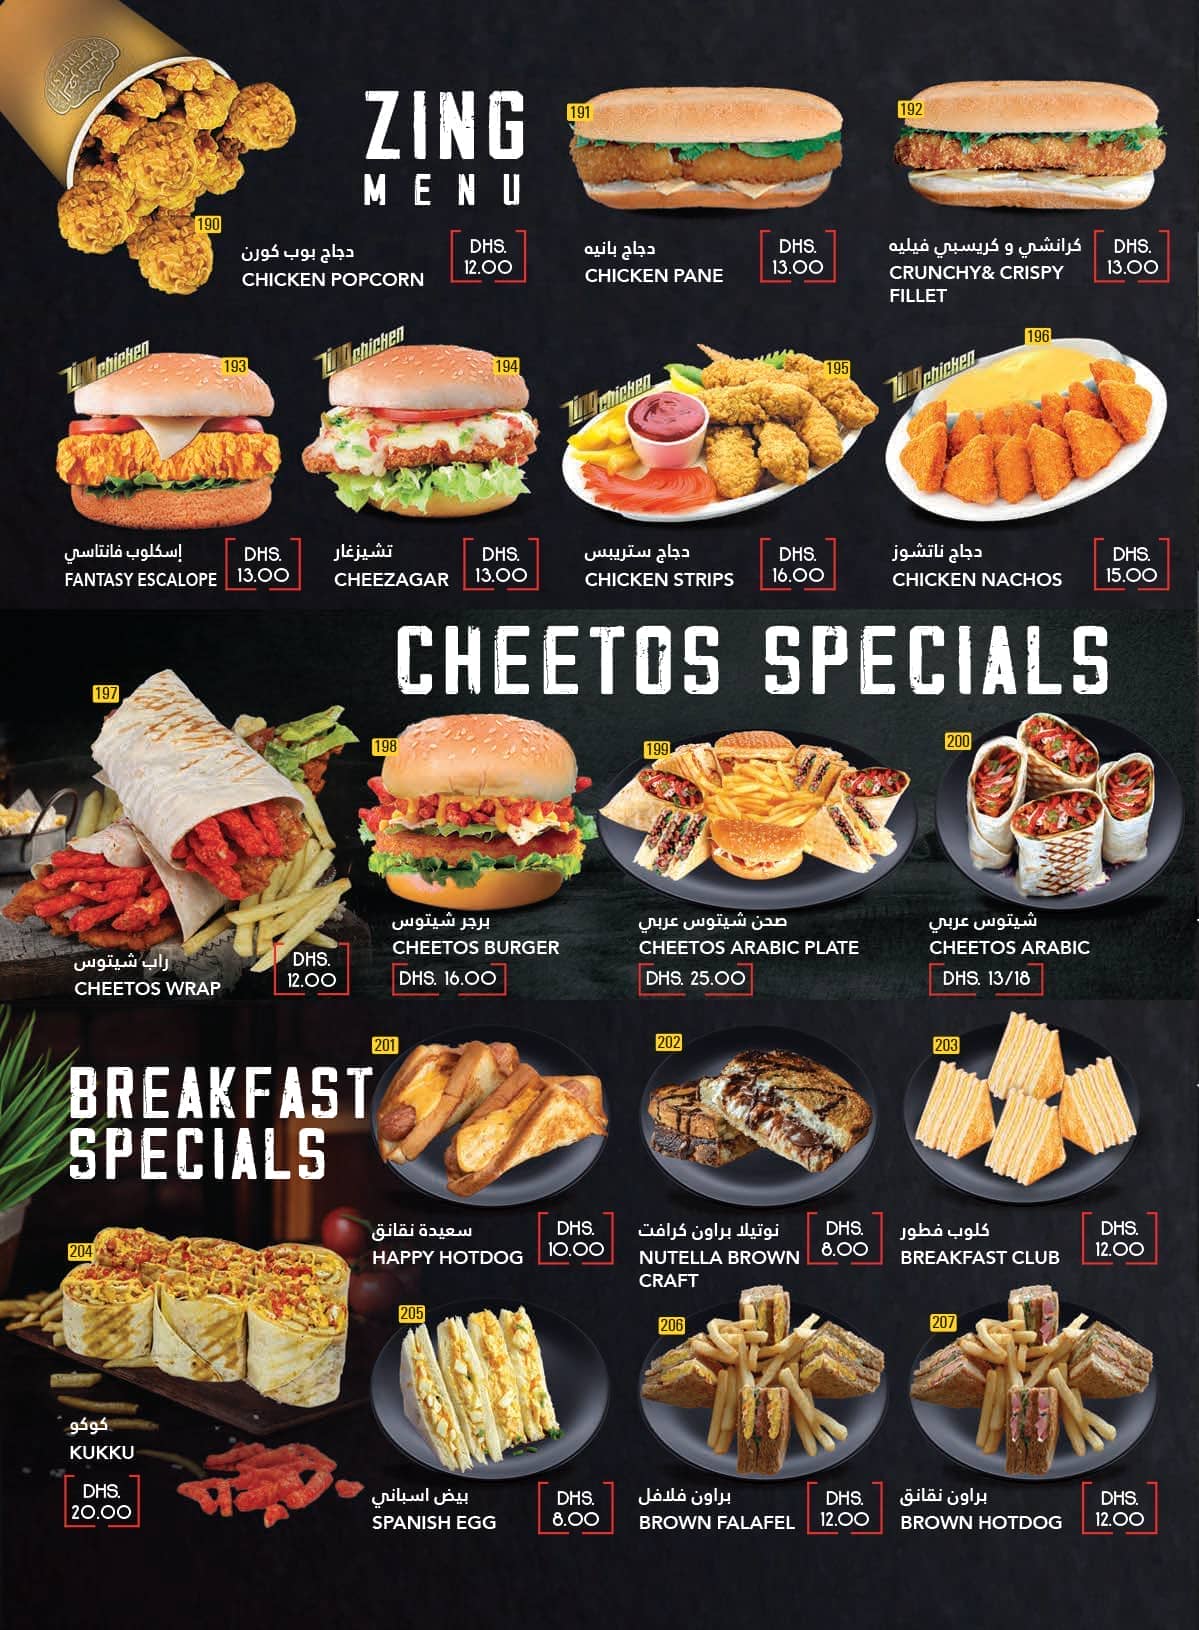 ZING
MENU
190
دجاج بوب كورن
CHICKEN POPCORN
DHS.
12.00
191
دجاج بانيه
CHICKEN PANE
DHS.
13.00
192
كرانشي و كريسبي فيليه
CRUNCHY& CRISPY
FILLET
DHS.
13.00
Zing chicken
193
إسكلوب فانتاسي
FANTASY ESCALOPE
DHS.
13.00
Zing chicken
194
تشيزغار
CHEEZAGAR
DHS.
13.00
Zing chicken
195
دجاج ستريبس
CHICKEN STRIPS
DHS.
16.00
Zing chicken
196
دجاج ناتشوز
CHICKEN NACHOS
DHS.
15.00
CHEETOS SPECIALS
197
راب شيتوس
CHEETOS WRAP
DHS.
12.00
198
برجر شيتوس
CHEETOS BURGER
DHS. 16.00
199
صحن شيتوس عربي
CHEETOS ARABIC PLATE
DHS. 25.00
200
شيتوس عربي
CHEETOS ARABIC
DHS. 13/18
BREAKFAST
SPECIALS
201
سعيدة نقانق
HAPPY HOTDOG
DHS.
10.00
202
نوتيلا براون كرافت
NUTELLA BROWN
CRAFT
DHS.
8.00
203
كلوب فطور
BREAKFAST CLUB
DHS.
12.00
204
كوكو
KUKKU
DHS.
20.00
205
بيض اسباني
SPANISH EGG
DHS.
8.00
206
براون فلافل
BROWN FALAFEL
DHS.
12.00
207
براون نقانق
BROWN HOTDOG
DHS.
12.00